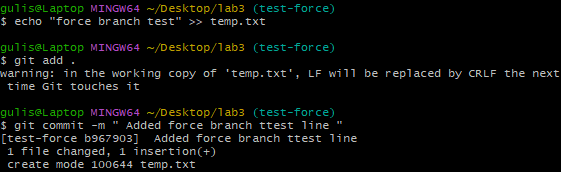 gulis@Laptop MINGW64 ~/Desktop/lab3 (test-force)
$ echo "force branch test" >> temp.txt
gulis@Laptop MINGW64 ~/Desktop/lab3 (test-force)
$ git add .
warning: in the working copy of 'temp.txt', LF will be replaced by CRLF the next
time Git touches it
gulis@Laptop MINGW64 ~/Desktop/lab3 (test-force)
$ git commit -m " Added force branch ttest line "
[test-force b967903]  Added force branch ttest line
1 file changed, 1 insertion(+)
create mode 100644 temp.txt